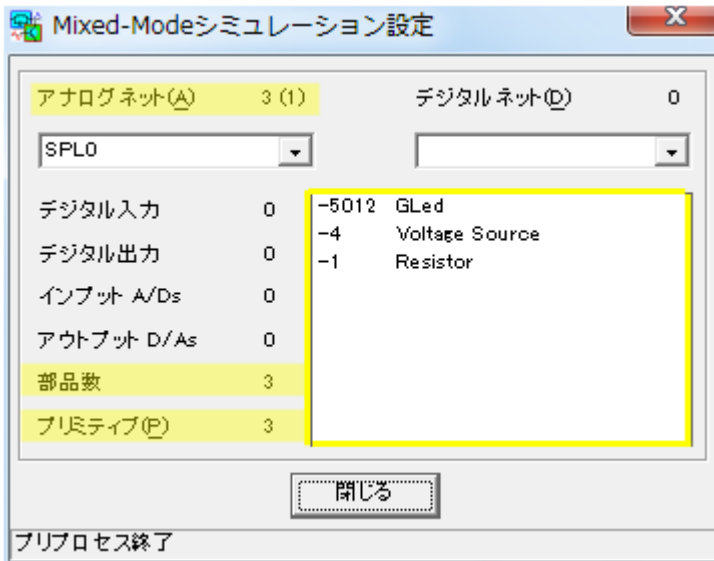 Mixed-Modeシミュレーション設定
アナログネット(A) 3 (1) デジタルネット(D) 0
SPL0
デジタル入力 0
デジタル出力 0
インプット A/Ds 0
アウトプット D/As 0
部品数 3
プリミティブ(P) 3
-5012 GLed
-4 Voltage Source
-1 Resistor
閉じる
プリプロセス終了